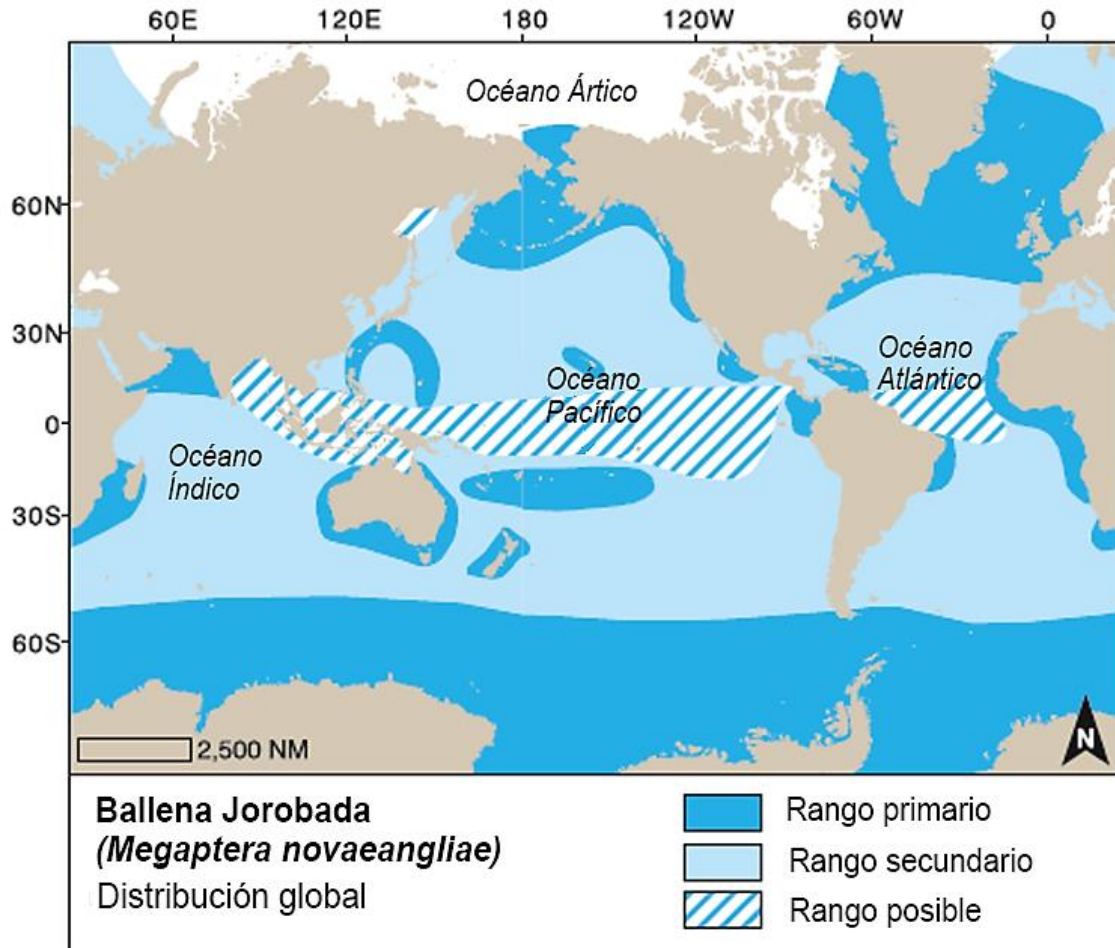 60E 120E 180 120W 60W 0
Océano Ártico
60N
30N
Océano
Atlántico
Océano
Pacífico
0
Océano
Índico
30S
60S
2,500 NM
N
Ballena Jorobada
(Megaptera novaeangliae)
Distribución global
Rango primario
Rango secundario
Rango posible